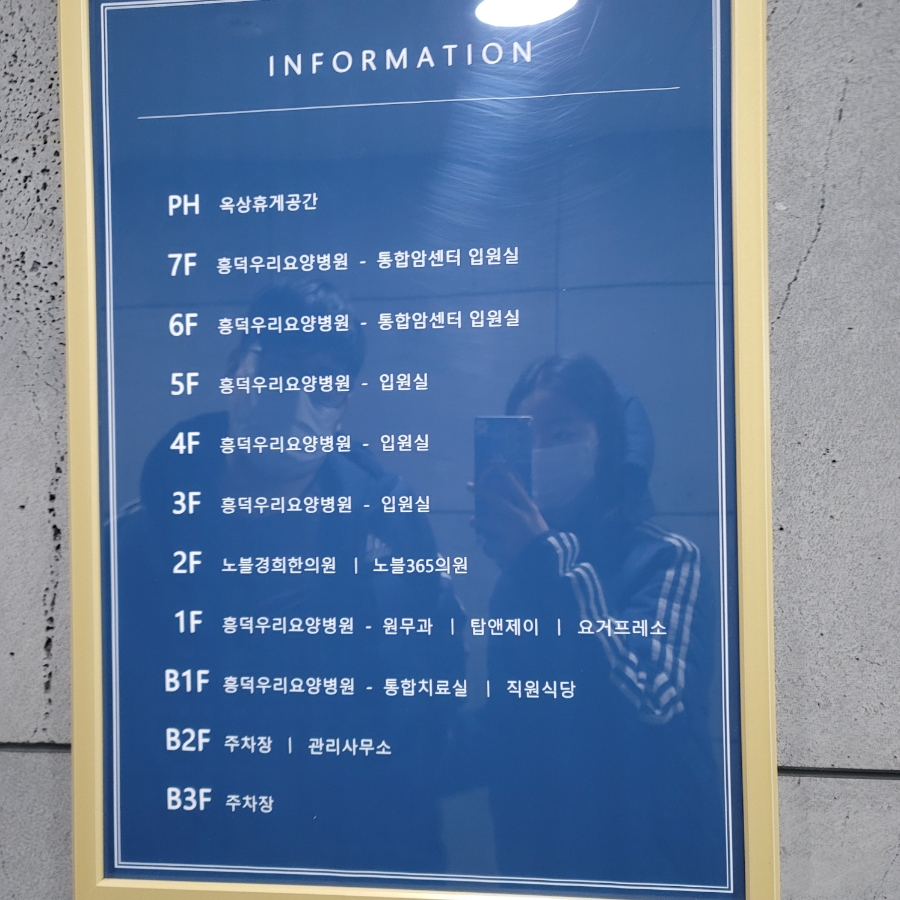 INFORMATION
PH 옥상휴게공간
7F 흥덕우리요양병원 - 통합암센터 입원실
6F 흥덕우리요양병원 - 통합암센터 입원실
5F 흥덕우리요양병원 - 입원실
4F 흥덕우리요양병원 - 입원실
3F 흥덕우리요양병원 - 입원실
2F 노블경희한의원 | 노블365의원
1F 흥덕우리요양병원 - 원무과 | 탑앤제이 | 요거프레소
B1F 흥덕우리요양병원 - 통합치료실 | 직원식당
B2F 주차장 | 관리사무소
B3F 주차장